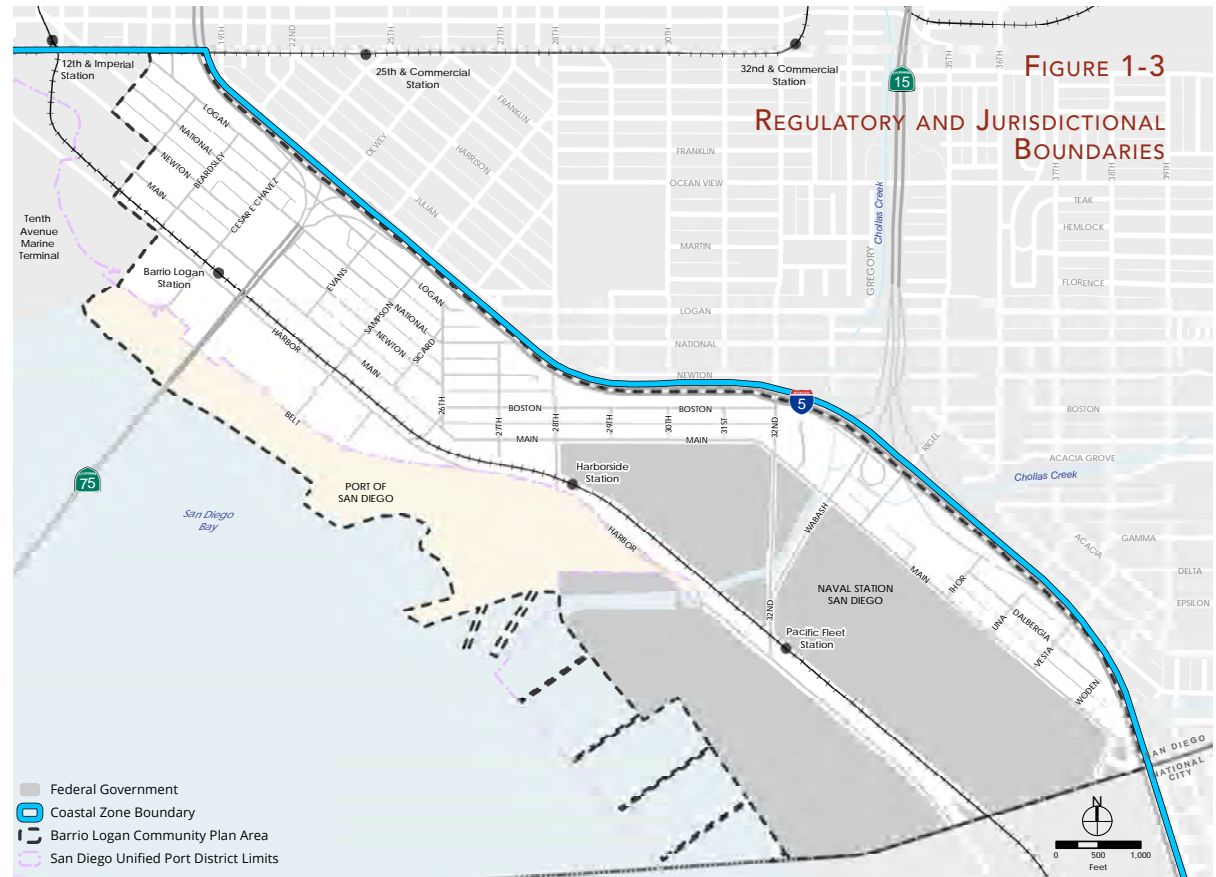 FIGURE 1-3
REGULATORY AND JURISDICTIONAL
BOUNDARIES
19TH
22ND
25TH
27TH
28TH
30TH
35TH
36TH
12th & Imperial
Station
25th & Commercial
Station
32nd & Commercial
Station
CALIFORNIA
15
LOGAN
NATIONAL
NEWTON
MAIN
BEARDSLEY
CESAR E CHAVEZ
DEWEY
FRANKLIN
HARRISON
JULIAN
FRANKLIN
OCEAN VIEW
MARTIN
LOGAN
NATIONAL
NEWTON
GREGORY
Chollas Creek
37TH
38TH
39TH
TEAK
HEMLOCK
FLORENCE
Tenth
Avenue
Marine
Terminal
Barrio Logan
Station
EVANS
SAMPSON
LOGAN
NATIONAL
NEWTON
SICARD
MAIN
HARBOR
BELT
26TH
27TH
28TH
29TH
30TH
31ST
32ND
BOSTON
BOSTON
MAIN
MAIN
5
BOSTON
RIGEL
ACACIA GROVE
Chollas Creek
CALIFORNIA
75
San Diego
Bay
PORT OF
SAN DIEGO
Harborside
Station
HARBOR
WABASH
32ND
NAVAL STATION
SAN DIEGO
Pacific Fleet
Station
MAIN
THOR
UNA
DALBERGIA
VESTA
WODEN
ACACIA
GAMMA
DELTA
EPSILON
SAN DIEGO
NATIONAL
CITY
Federal Government
Coastal Zone Boundary
Barrio Logan Community Plan Area
San Diego Unified Port District Limits
N
0 500 1,000
Feet